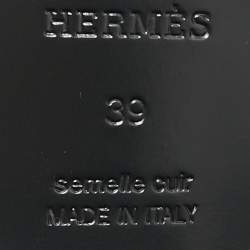 HERMÈS
39
semelle cuir
MADE IN ITALY